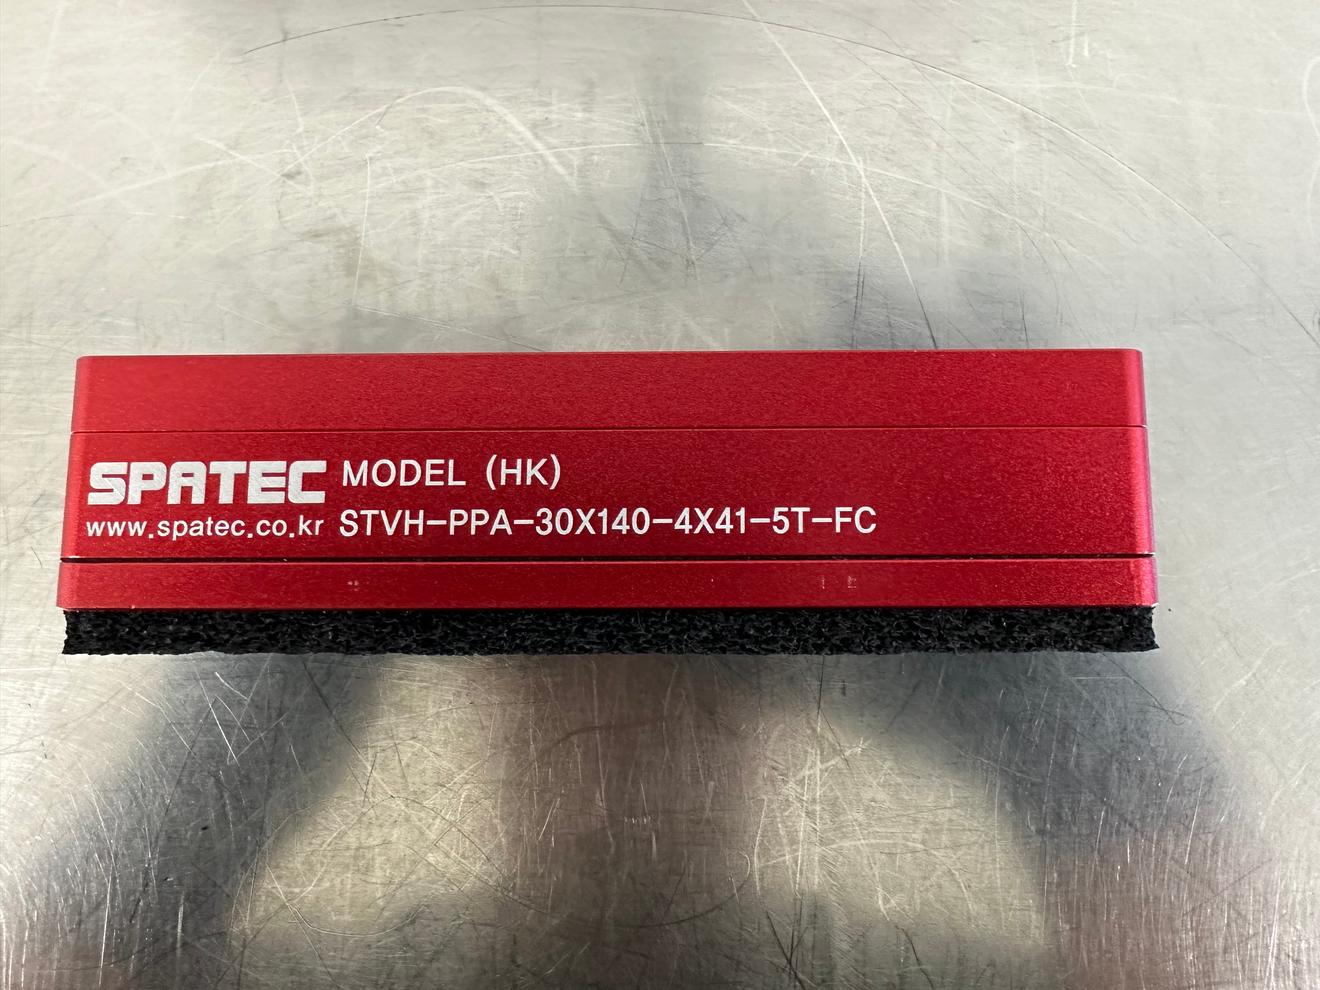 SPATEC MODEL (HK)
www.spatec.co.kr STVH-PPA-30X140-4X41-5T-FC